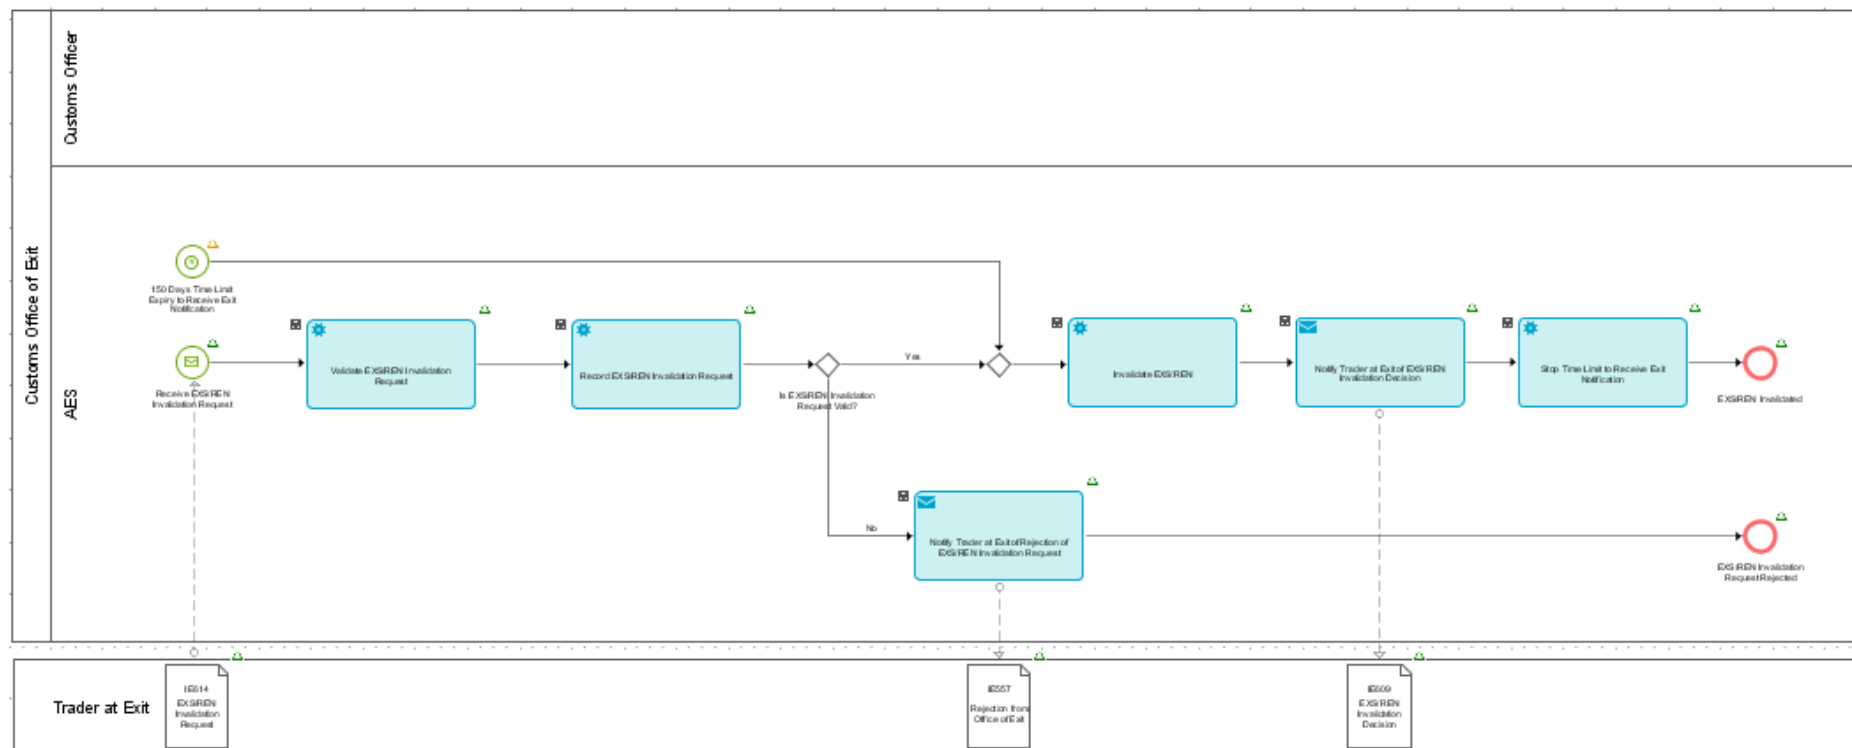 Customs Officer
Customs Office of Exit
AES
150 Days Time Limit
Expiry to Receive Exit
Notification
Receive EXS/REN
Invalidation Request
Validate EXS/REN Invalidation
Request
Record EXS/REN Invalidation Request
Is EXS/REN Invalidation
Request Valid?
Yes
No
Invalidate EXS/REN
Notify Trader at Exit of EXS/REN
Invalidation Decision
Stop Time Limit to Receive Exit
Notification
EXS/REN Invalidated
Notify Trader at Exit of Rejection of
EXS/REN Invalidation Request
EXS/REN Invalidation
Request Rejected
Trader at Exit
IE614
EXS/REN
Invalidation
Request
IE557
Rejection from
Office of Exit
IE609
EXS/REN
Invalidation
Decision